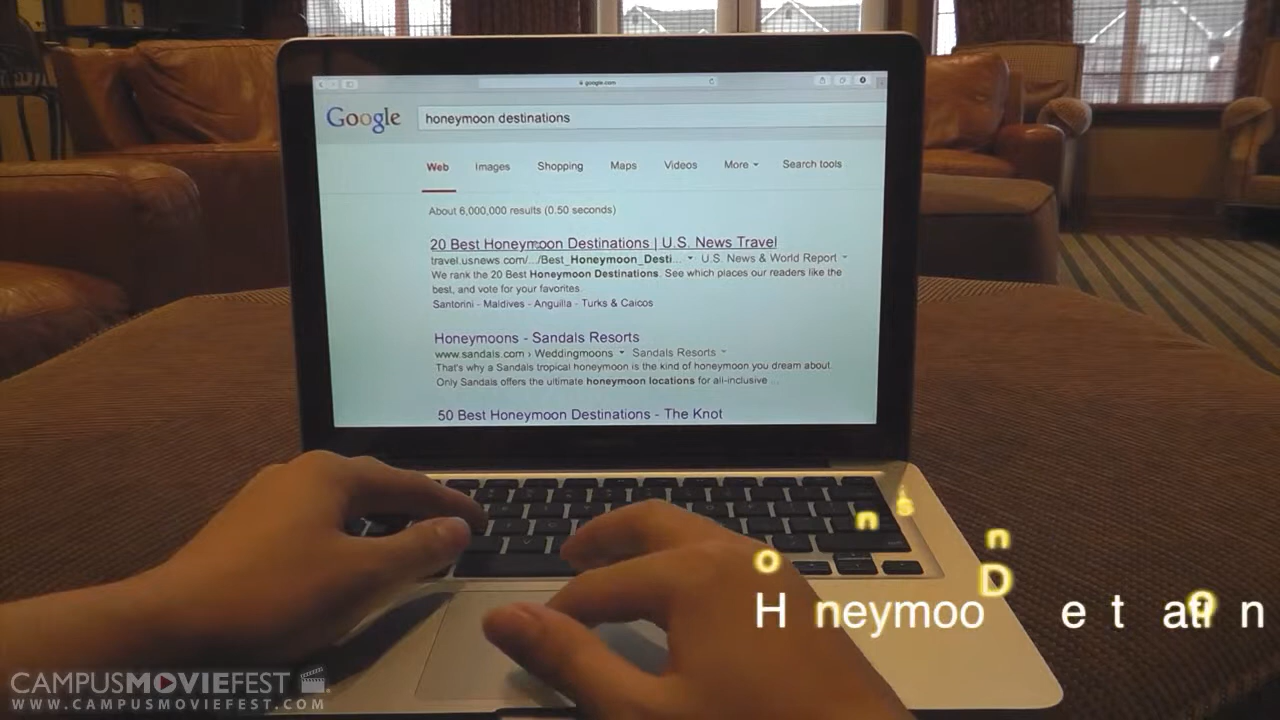 google.com
Google
honeymoon destinations
Web Images Shopping Maps Videos More Search tools
About 6,000,000 results (0.50 seconds)
20 Best Honeymoon Destinations | U.S. News Travel
travel.usnews.com/.../Best_Honeymoon_Desti... U.S. News & World Report
We rank the 20 Best Honeymoon Destinations. See which places our readers like the
best, and vote for your favorites.
Santorini - Maldives - Anguilla - Turks & Caicos
Honeymoons - Sandals Resorts
www.sandals.com › Weddingmoons Sandals Resorts
That's why a Sandals tropical honeymoon is the kind of honeymoon you dream about.
Only Sandals offers the ultimate honeymoon locations for all-inclusive ...
50 Best Honeymoon Destinations - The Knot
Honeymoon Destinations
CAMPUSMOVIEFEST
WWW.CAMPUSMOVIEFEST.COM